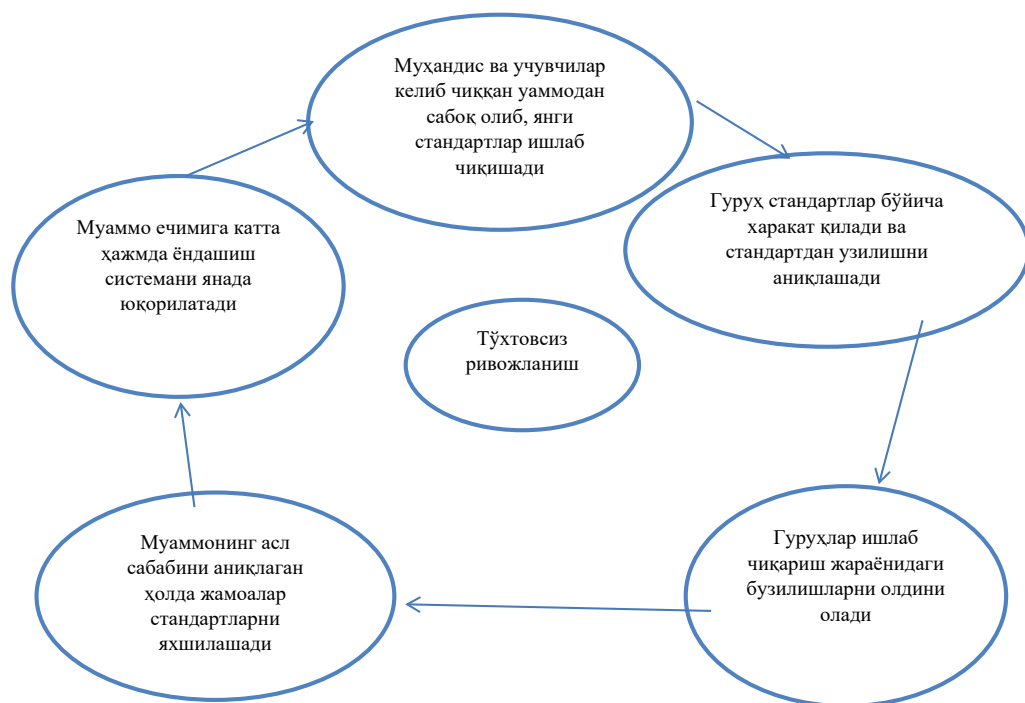 Муҳандис ва учувчилар
келиб чиққан уаммодан
сабоқ олиб, янги
стандартлар ишлаб
чиқишади
Гуруҳ стандартлар бўйича
харакат қилади ва
стандартдан узилишни
аниқлашади
Муаммо ечимига катта
ҳажмда ёндашиш
системани янада
юқорилатади
Тўхтовсиз
ривожланиш
Гуруҳлар ишлаб
чиқариш жараёнидаги
бузилишларни олдини
олади
Муаммонинг асл
сабабини аниқлаган
ҳолда жамоалар
стандартларни
яхшилашади